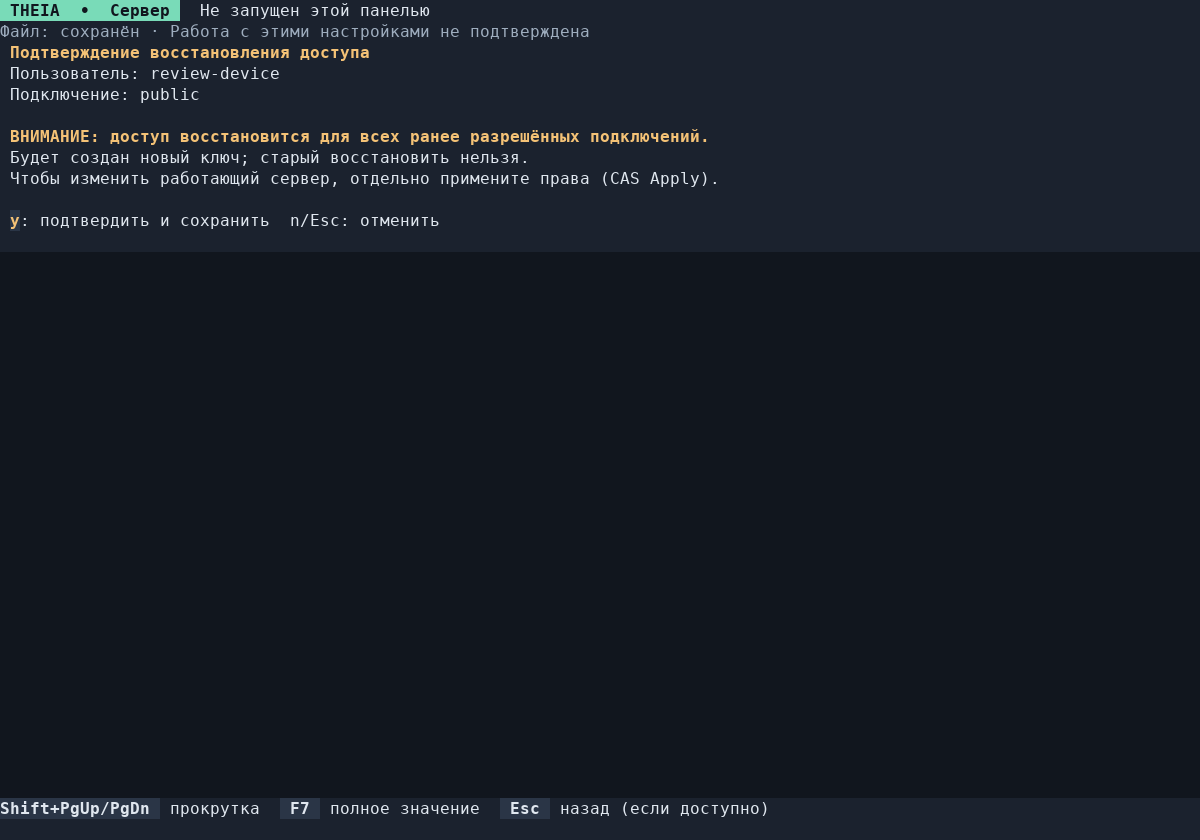 THEIA • Сервер Не запущен этой панелью
Файл: сохранён · Работа с этими настройками не подтверждена
Подтверждение восстановления доступа
Пользователь: review-device
Подключение: public
ВНИМАНИЕ: доступ восстановится для всех ранее разрешённых подключений.
Будет создан новый ключ; старый восстановить нельзя.
Чтобы изменить работающий сервер, отдельно примените права (CAS Apply).
y: подтвердить и сохранить n/Esc: отменить
Shift+PgUp/PgDn прокрутка F7 полное значение Esc назад (если доступно)